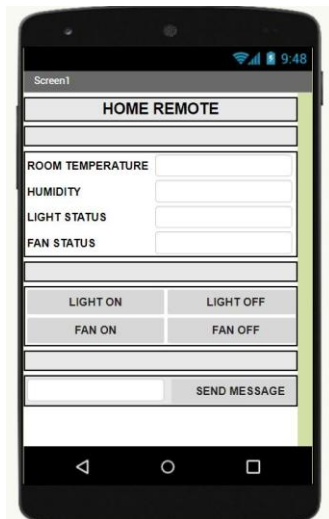 9:48
Screen1
HOME REMOTE
ROOM TEMPERATURE
HUMIDITY
LIGHT STATUS
FAN STATUS
LIGHT ON LIGHT OFF
FAN ON FAN OFF
SEND MESSAGE